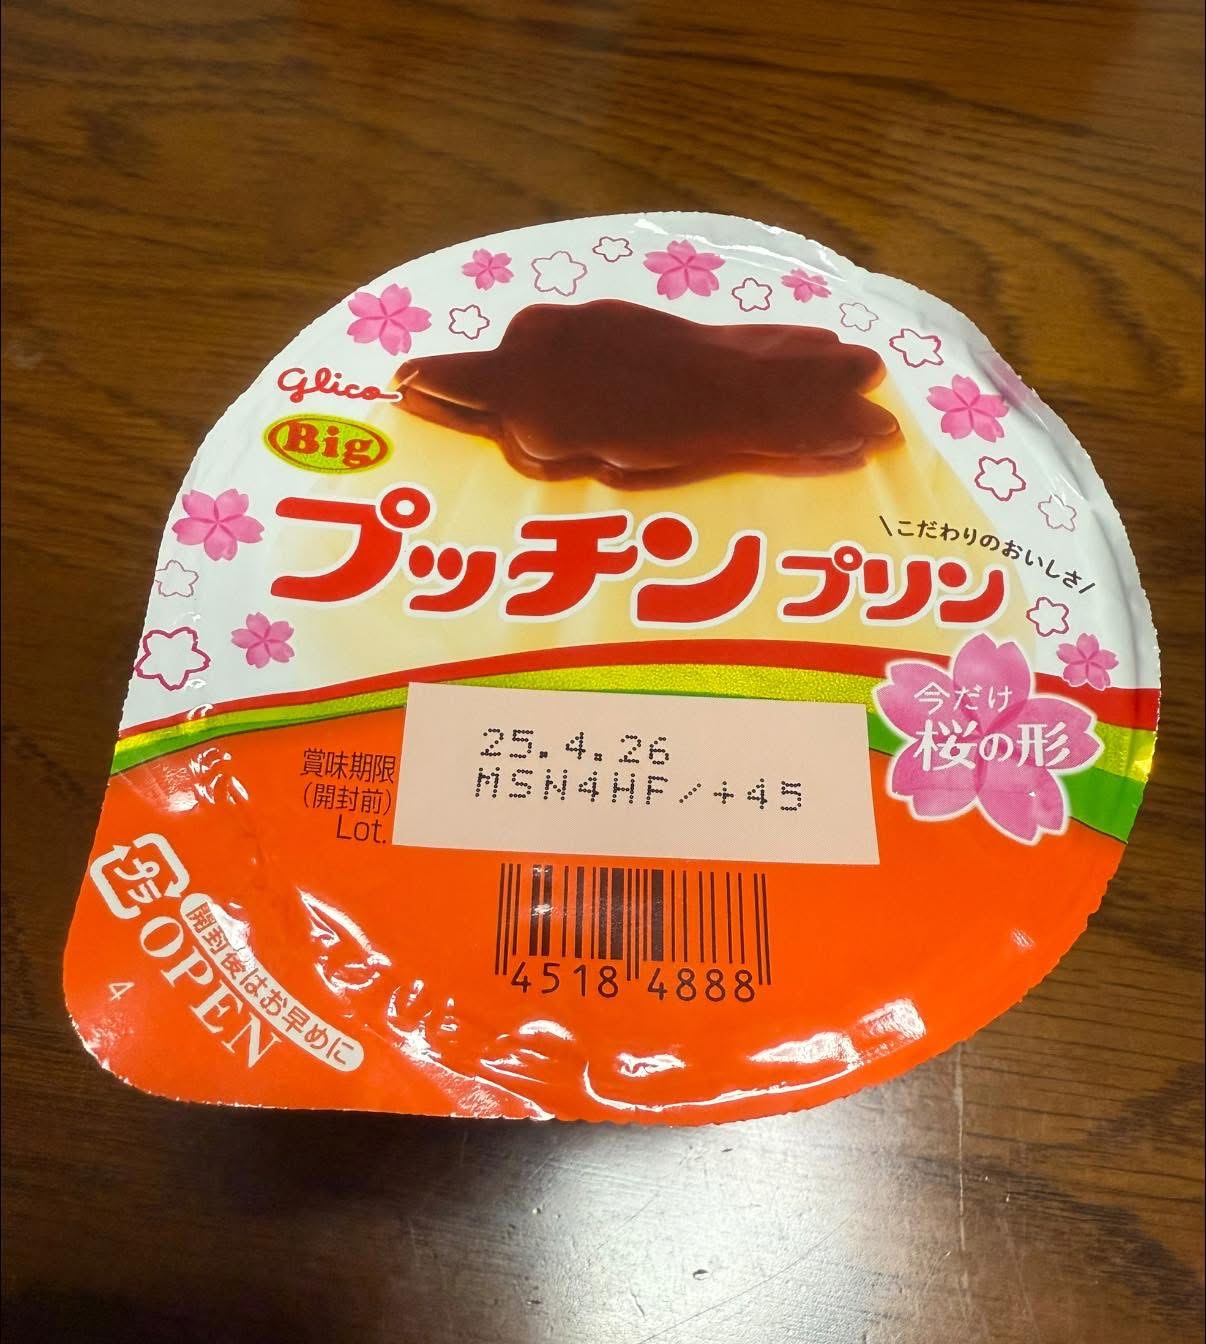 Glico
Big
プッチンプリン
\こだわりのおいしさ/
今だけ
桜の形
賞味期限
(開封前)
Lot.
25.4.26
MSN4HF/+45
4518 4888
プラ
OPEN
開封後はお早めに
4